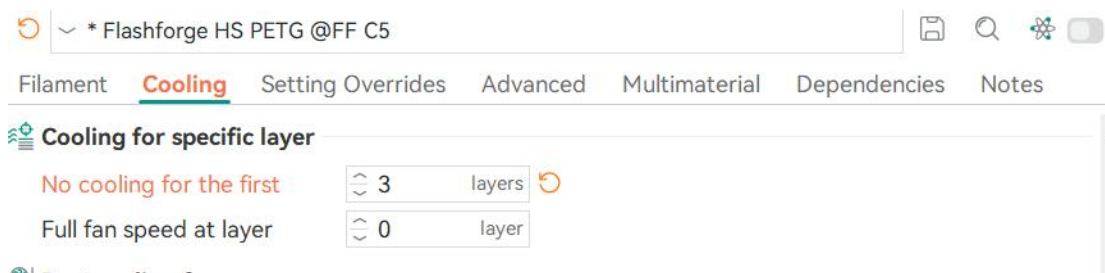 * Flashforge HS PETG @FF C5
Filament Cooling Setting Overrides Advanced Multimaterial Dependencies Notes
Cooling for specific layer
No cooling for the first 3 layers
Full fan speed at layer 0 layer